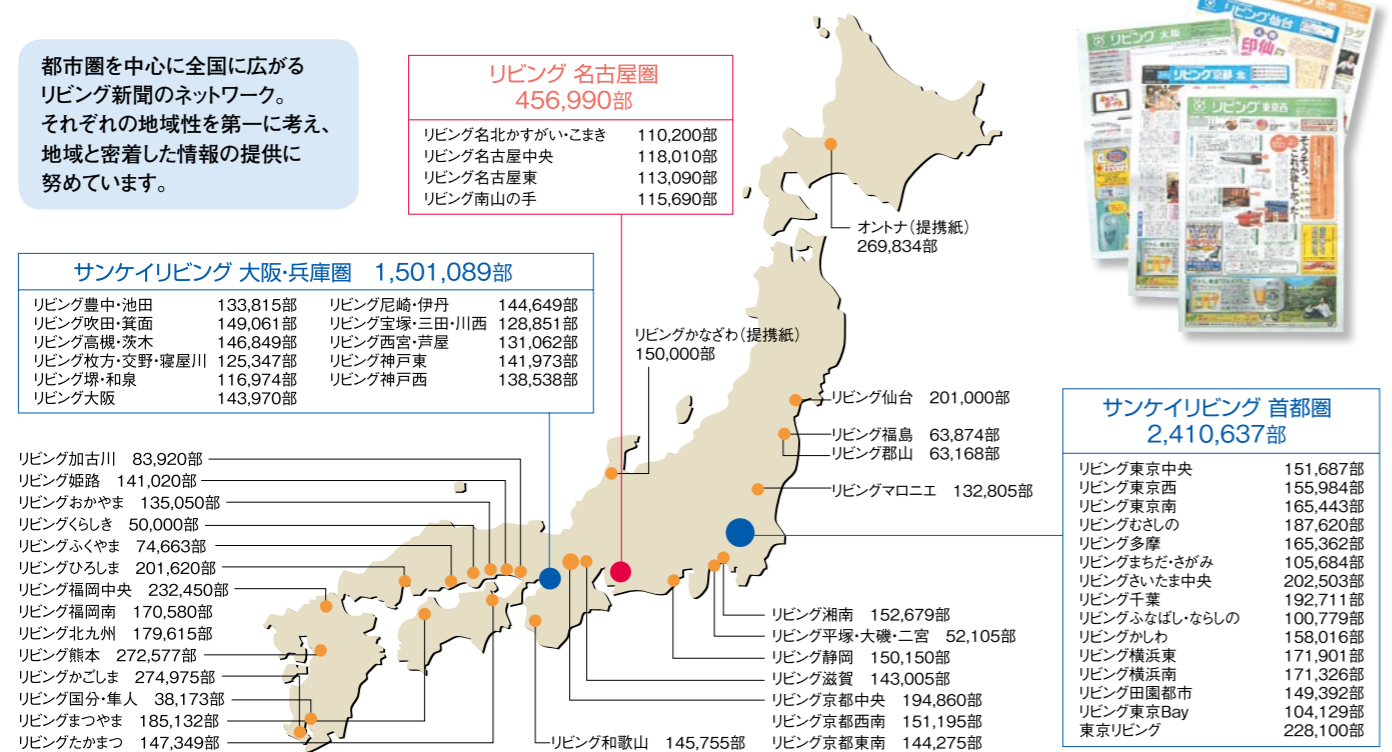 都市圏を中心に全国に広がる
リビング新聞のネットワーク。
それぞれの地域性を第一に考え、
地域と密着した情報の提供に
努めています。
リビング 名古屋圏
456,990部
リビング名北かすがい・こまき 110,200部
リビング名古屋中央 118,010部
リビング名古屋東 113,090部
リビング南山の手 115,690部
リビング 大阪
リビング仙台
印仙
リビング京都 北
リビング 東京西
そうそう、
これが欲しかった!
オントナ(提携紙)
269,834部
サンケイリビング 大阪・兵庫圏 1,501,089部
リビング豊中・池田 133,815部
リビング吹田・箕面 149,061部
リビング高槻・茨木 146,849部
リビング枚方・交野・寝屋川 125,347部
リビング堺・和泉 116,974部
リビング大阪 143,970部
リビング尼崎・伊丹 144,649部
リビング宝塚・三田・川西 128,851部
リビング西宮・芦屋 131,062部
リビング神戸東 141,973部
リビング神戸西 138,538部
リビングかなざわ(提携紙)
150,000部
リビング仙台 201,000部
リビング福島 63,874部
リビング郡山 63,168部
リビングマロニエ 132,805部
サンケイリビング 首都圏
2,410,637部
リビング東京中央 151,687部
リビング東京西 155,984部
リビング東京南 165,443部
リビングむさしの 187,620部
リビング多摩 165,362部
リビングまちだ・さがみ 105,684部
リビングさいたま中央 202,503部
リビング千葉 192,711部
リビングふなばし・ならしの 100,779部
リビングかしわ 158,016部
リビング横浜東 171,901部
リビング横浜南 171,326部
リビング田園都市 149,392部
リビング東京Bay 104,129部
東京リビング 228,100部
リビング加古川 83,920部
リビング姫路 141,020部
リビングおかやま 135,050部
リビングくらしき 50,000部
リビングふくやま 74,663部
リビングひろしま 201,620部
リビング福岡中央 232,450部
リビング福岡南 170,580部
リビング北九州 179,615部
リビング熊本 272,577部
リビングかごしま 274,975部
リビング国分・隼人 38,173部
リビングまつやま 185,132部
リビングたかまつ 147,349部
リビング湘南 152,679部
リビング平塚・大磯・二宮 52,105部
リビング静岡 150,150部
リビング滋賀 143,005部
リビング京都中央 194,860部
リビング京都西南 151,195部
リビング京都東南 144,275部
リビング和歌山 145,755部